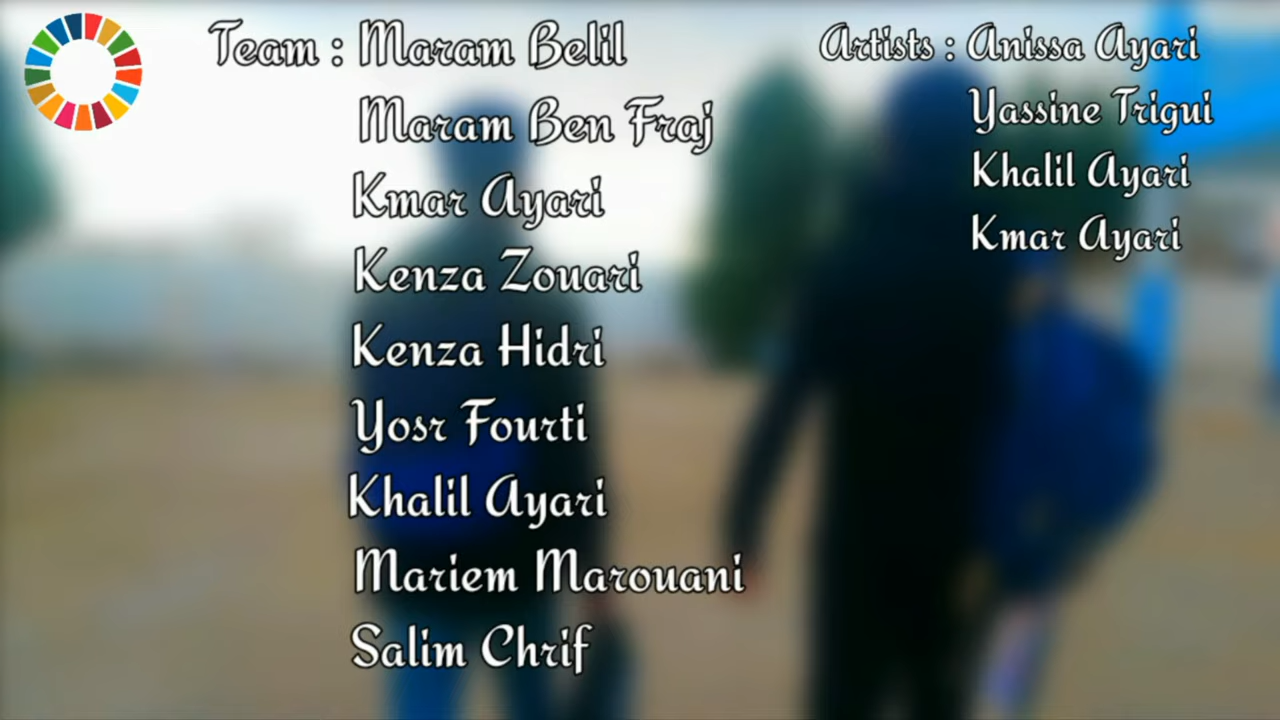 Team : Maram Belil
Maram Ben Fraj
Kmar Ayari
Kenza Zouari
Kenza Hidri
Yosr Fourti
Khalil Ayari
Mariem Marouani
Salim Chrif
Artists : Anissa Ayari
Yassine Trigui
Khalil Ayari
Kmar Ayari